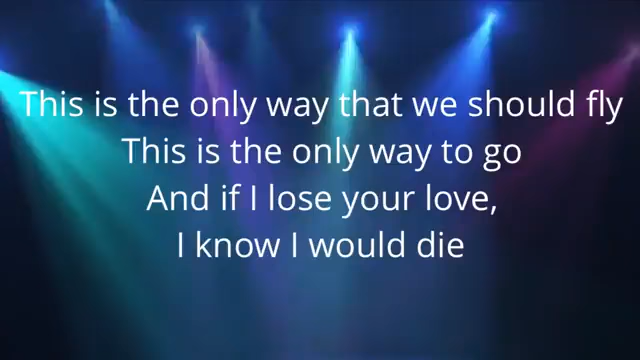 This is the only way that we should fly
This is the only way to go
And if I lose your love,
I know I would die